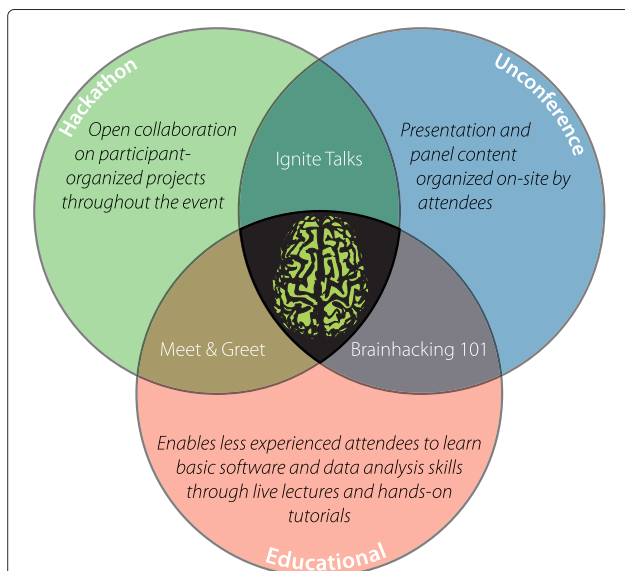 Hackathon
Unconference
Open collaboration
on participant-
organized projects
throughout the event
Ignite Talks
Presentation and
panel content
organized on-site by
attendees
Meet & Greet
Brainhacking 101
Enables less experienced attendees to learn
basic software and data analysis skills
through live lectures and hands-on
tutorials
Educational